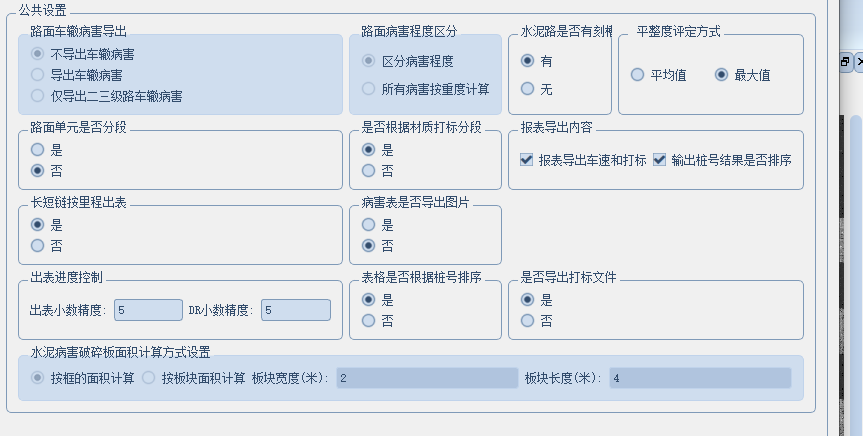 公共设置
路面车辙病害导出
不导出车辙病害
导出车辙病害
仅导出二三级路车辙病害
路面病害程度区分
区分病害程度
所有病害按重度计算
水泥路是否有刻槽
有
无
平整度评定方式
平均值 最大值
路面单元是否分段
是
否
是否根据材质打标分段
是
否
报表导出内容
报表导出车速和打标 输出桩号结果是否排序
长短链按里程出表
是
否
病害表是否导出图片
是
否
出表进度控制
出表小数精度: 5 DR小数精度: 5
表格是否根据桩号排序
是
否
是否导出打标文件
是
否
水泥病害破碎板面积计算方式设置
按框的面积计算 按板块面积计算 板块宽度(米): 2 板块长度(米): 4